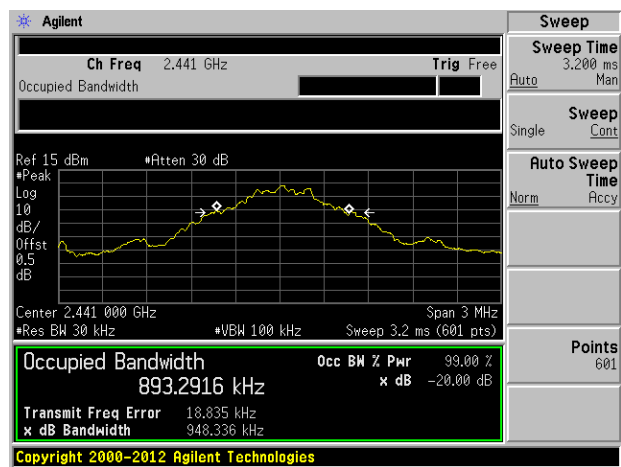 Agilent
Sweep
Ch Freq 2.441 GHz Trig Free
Occupied Bandwidth
Sweep Time
3.200 ms
Auto Man
Sweep
Single Cont
Auto Sweep
Time
Norm Accy
Points
601
Ref 15 dBm #Atten 30 dB
#Peak
Log
10
dB/
Offst
0.5
dB
Center 2.441 000 GHz Span 3 MHz
#Res BW 30 kHz #VBW 100 kHz Sweep 3.2 ms (601 pts)
Occupied Bandwidth Occ BW % Pwr 99.00 %
893.2916 kHz x dB -20.00 dB
Transmit Freq Error 18.835 kHz
x dB Bandwidth 948.336 kHz
Copyright 2000-2012 Agilent Technologies